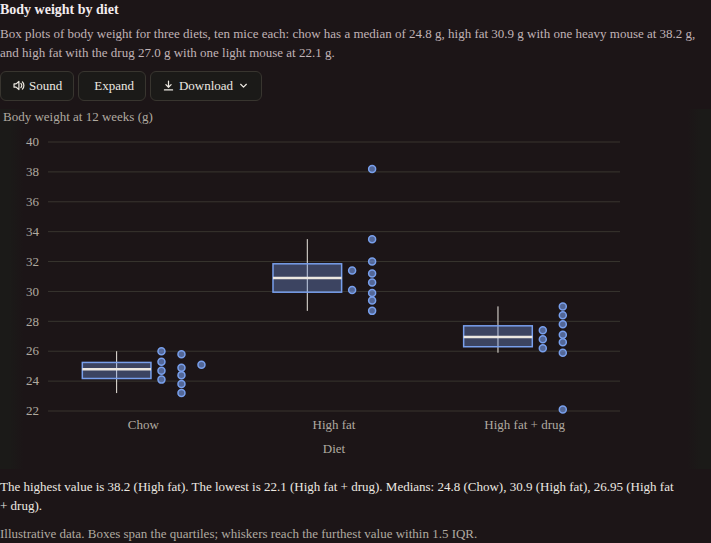 Body weight by diet
Box plots of body weight for three diets, ten mice each: chow has a median of 24.8 g, high fat 30.9 g with one heavy mouse at 38.2 g,
and high fat with the drug 27.0 g with one light mouse at 22.1 g.
Sound Expand Download
Body weight at 12 weeks (g)
40
38
36
34
32
30
28
26
24
22
Chow High fat High fat + drug
Diet
The highest value is 38.2 (High fat). The lowest is 22.1 (High fat + drug). Medians: 24.8 (Chow), 30.9 (High fat), 26.95 (High fat
+ drug).
Illustrative data. Boxes span the quartiles; whiskers reach the furthest value within 1.5 IQR.